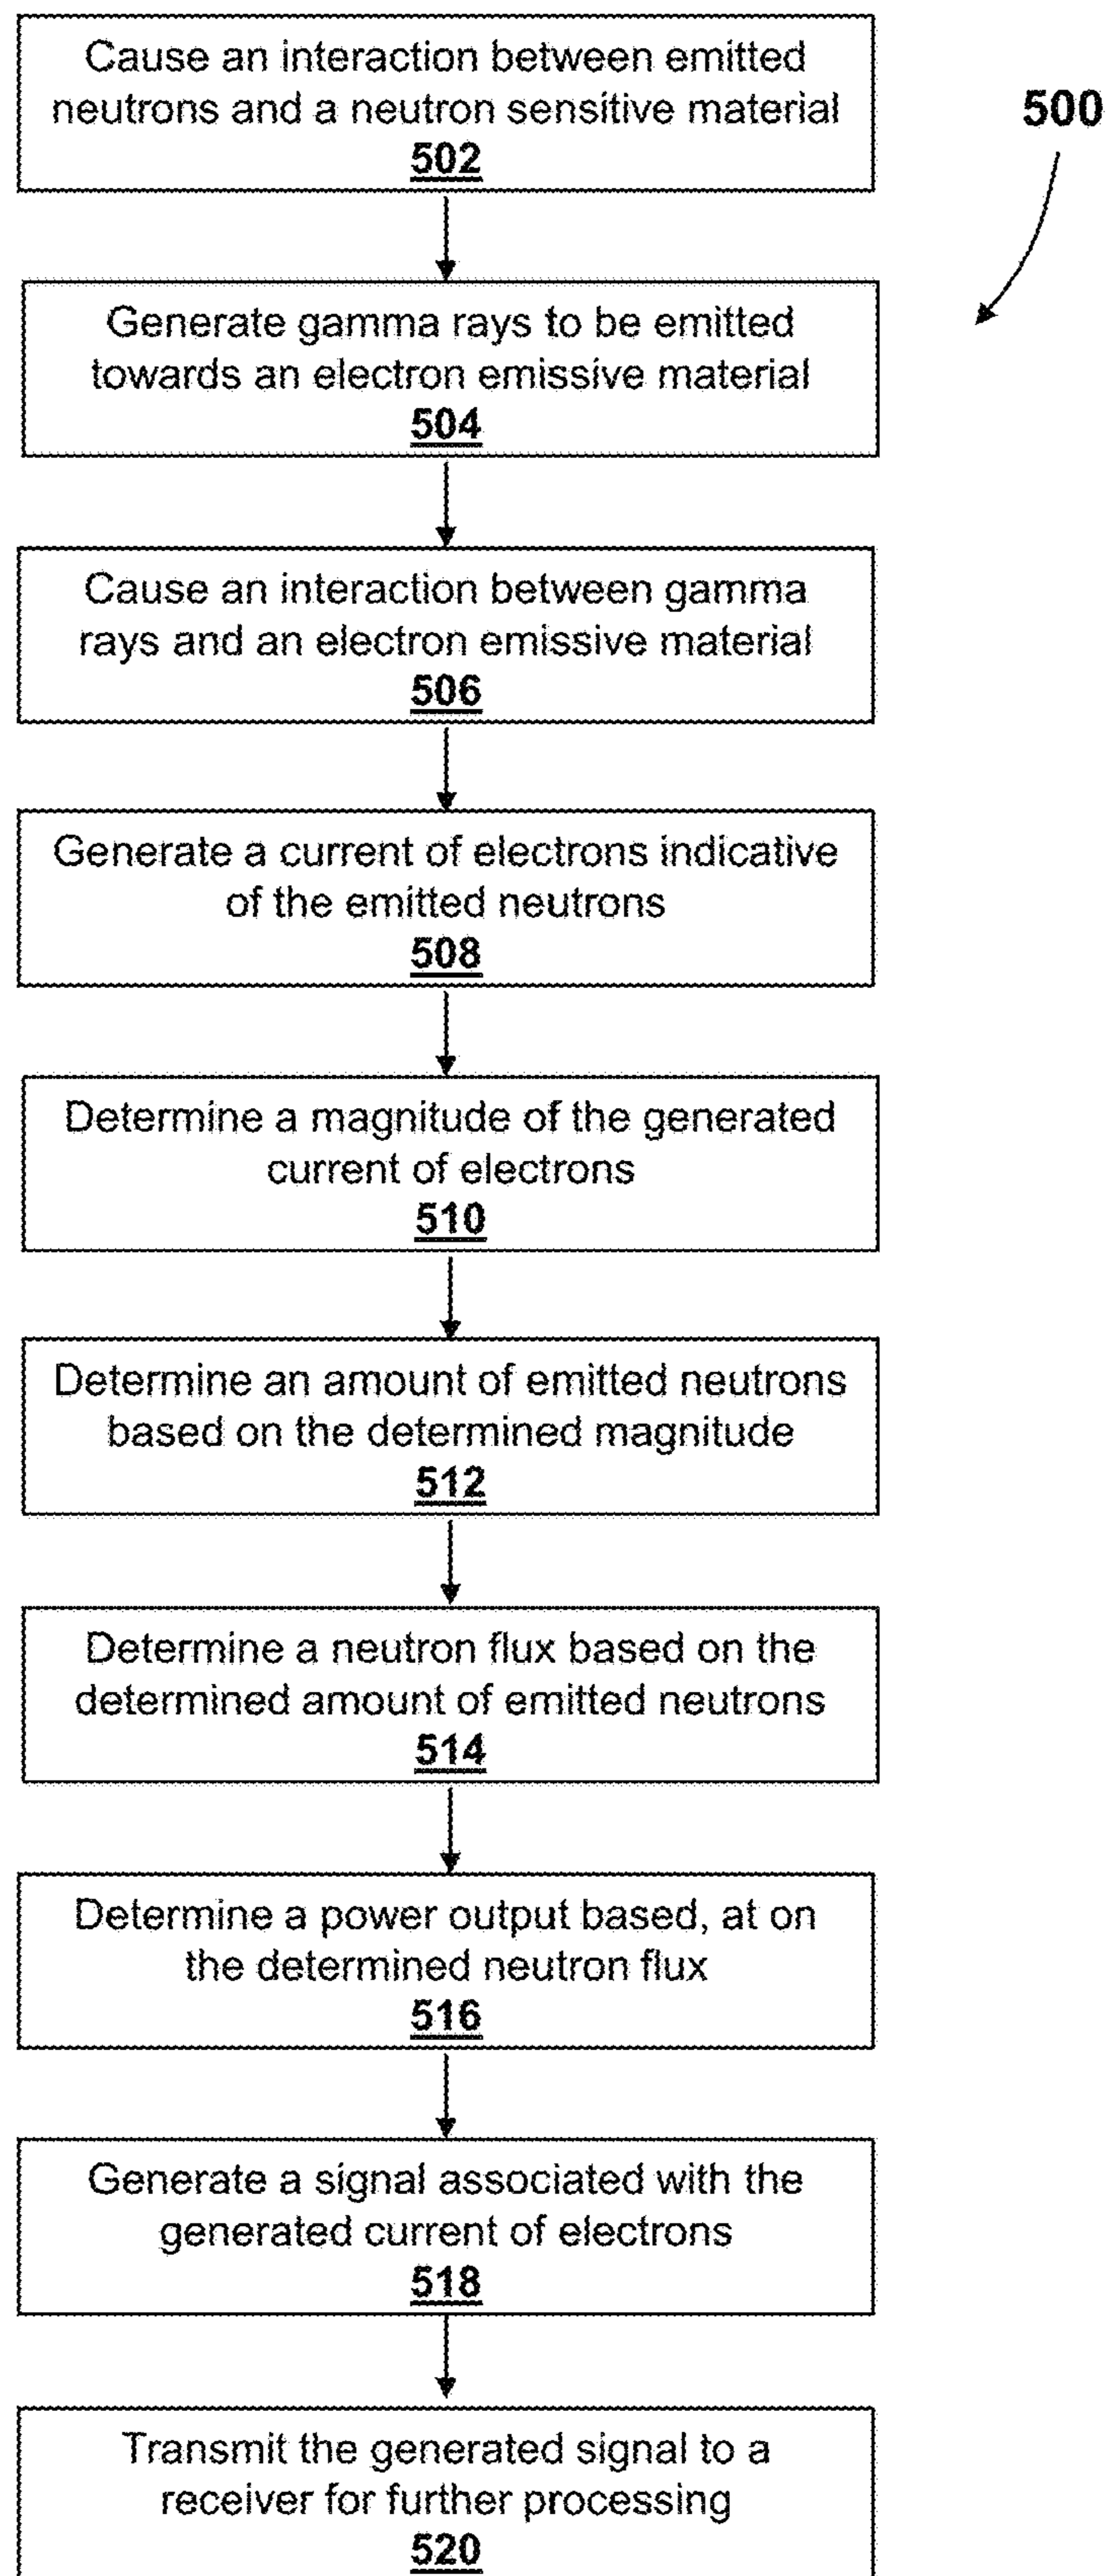 Cause an interaction between emitted
neutrons and a neutron sensitive material
502
500
Generate gamma rays to be emitted
towards an electron emissive material
504
Cause an interaction between gamma
rays and an electron emissive material
506
Generate a current of electrons indicative
of the emitted neutrons
508
Determine a magnitude of the generated
current of electrons
510
Determine an amount of emitted neutrons
based on the determined magnitude
512
Determine a neutron flux based on the
determined amount of emitted neutrons
514
Determine a power output based, at on
the determined neutron flux
516
Generate a signal associated with the
generated current of electrons
518
Transmit the generated signal to a
receiver for further processing
520